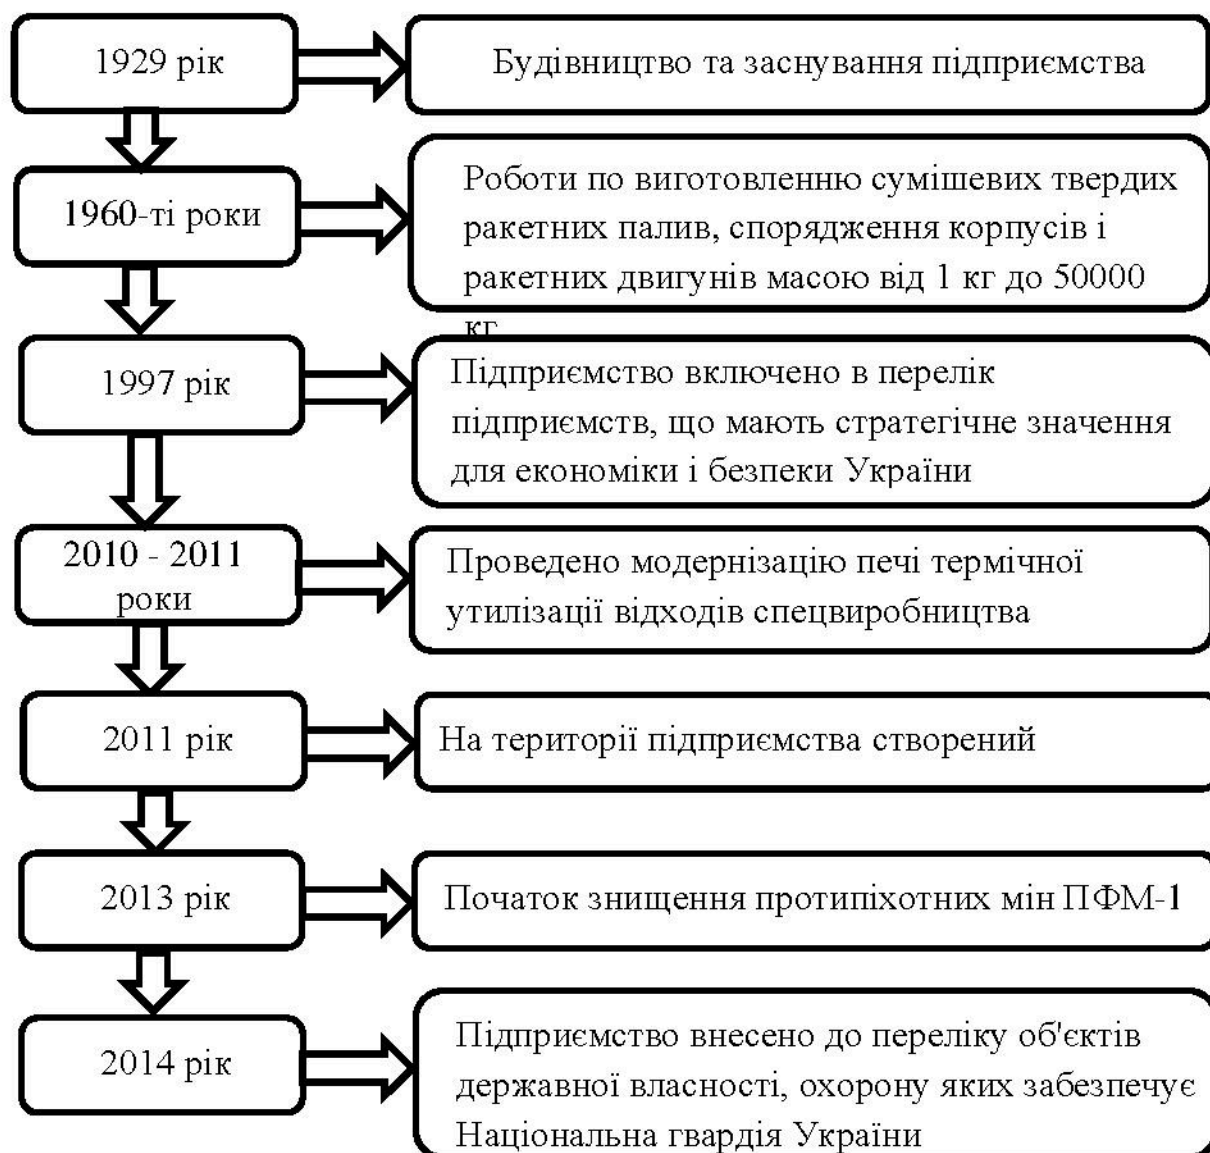 1929 рік
Будівництво та заснування підприємства
1960-ті роки
Роботи по виготовленню сумішевих твердих
ракетних палив, спорядження корпусів і
ракетних двигунів масою від 1 кг до 50000
кг
1997 рік
Підприємство включено в перелік
підприємств, що мають стратегічне значення
для економіки і безпеки України
2010 - 2011
роки
Проведено модернізацію печі термічної
утилізації відходів спецвиробництва
2011 рік
На території підприємства створений
2013 рік
Початок знищення протипіхотних мін ПФМ-1
2014 рік
Підприємство внесено до переліку об'єктів
державної власності, охорону яких забезпечує
Національна гвардія України